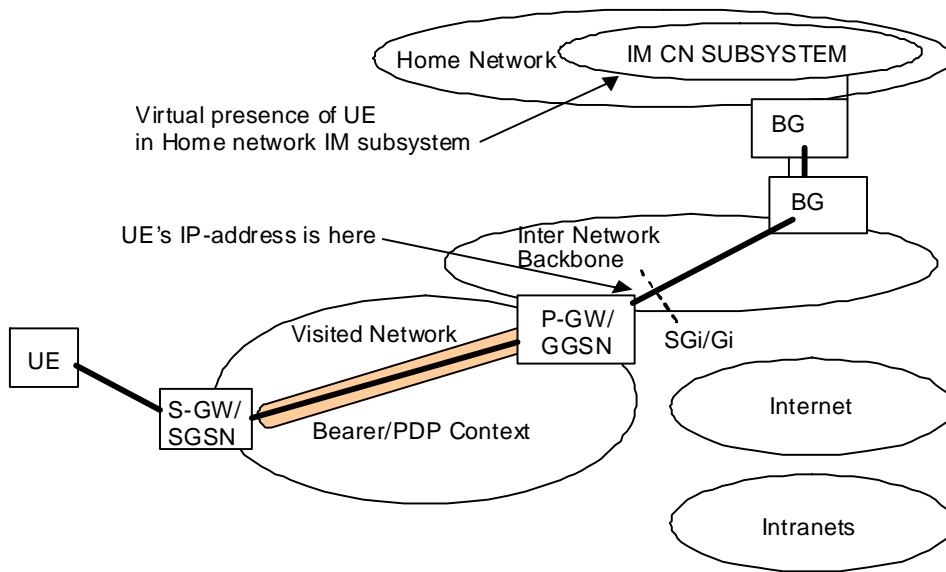 Home Network
IM CN SUBSYSTEM
Virtual presence of UE
in Home network IM subsystem
BG
BG
UE's IP-address is here
Inter Network
Backbone
Visited Network
P-GW/
GGSN
SGi/Gi
UE
S-GW/
SGSN
Bearer/PDP Context
Internet
Intranets